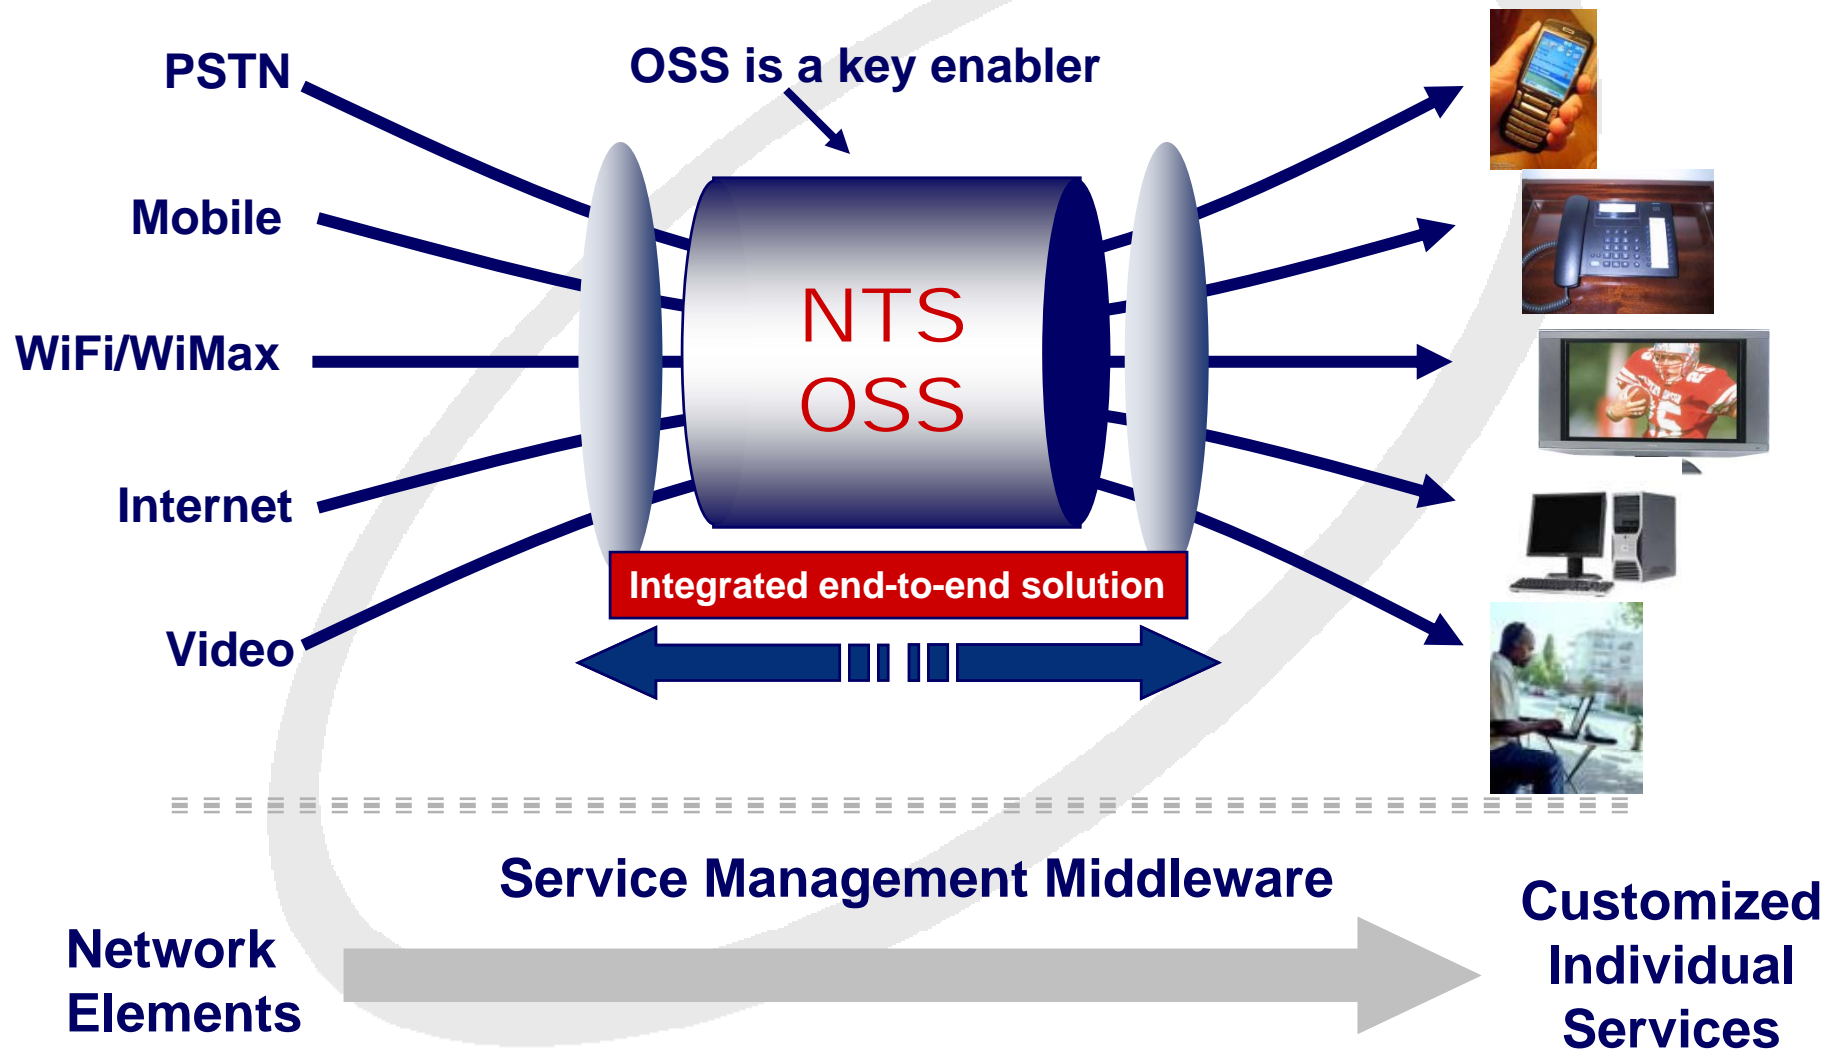 PSTN
OSS is a key enabler
Mobile
WiFi/WiMax
Internet
Video
NTS
OSS
Integrated end-to-end solution
Service Management Middleware
Network
Elements
Customized
Individual
Services